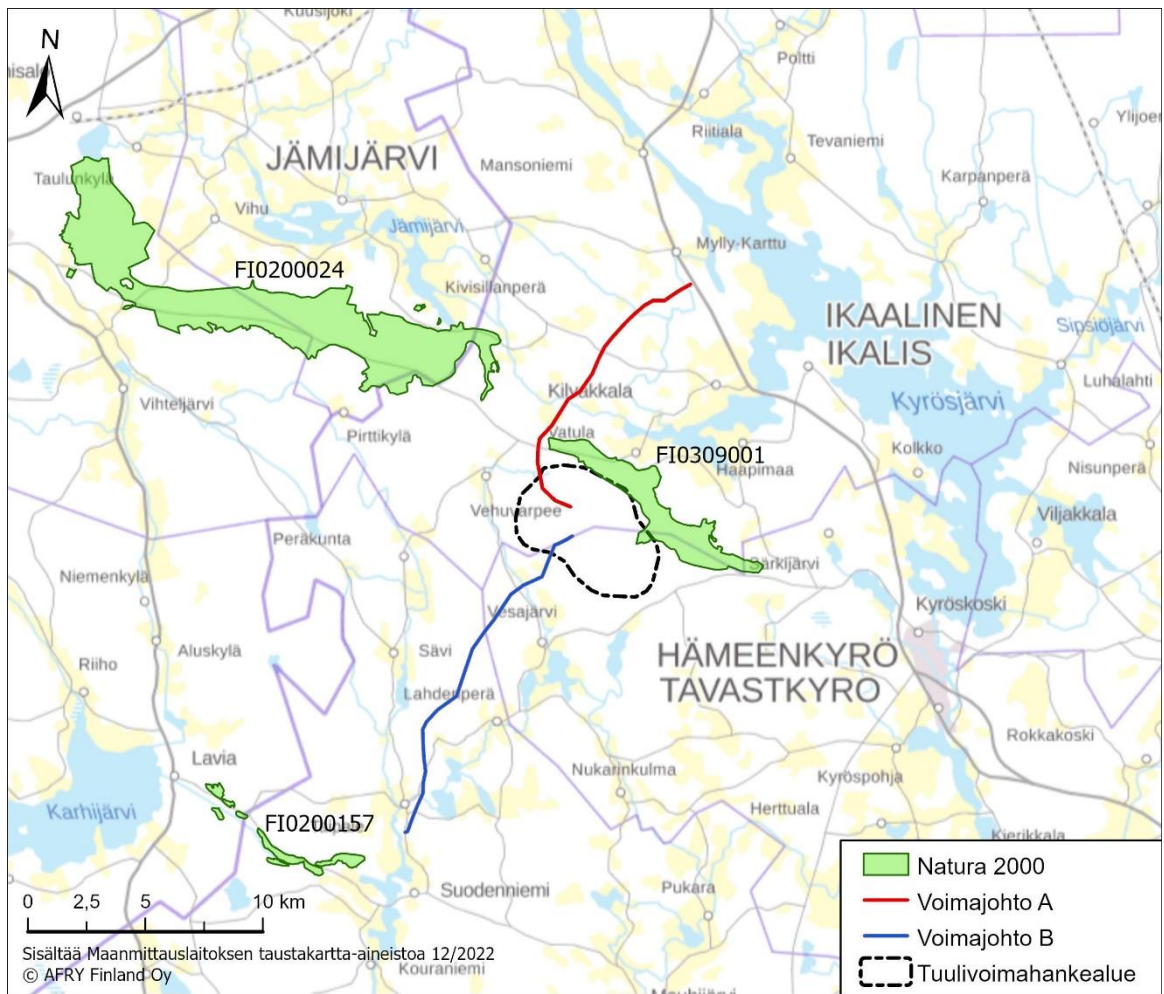 Kuusijoki
N
Poltti
misalo
Riitiala
Ylijoer
Tevaniemi
JÄMIJÄRVI
Mansoniemi
Karpanperä
Taulunkylä
Vihu
Jämijärvi
Mylly-Karttu
FI0200024
Kivisillanperä
IKAALINEN
IKALIS
Sipsiöjärvi
Luhalahti
Kilvakkala
Kyrösjärvi
Vihteljärvi
Pirttikylä
Vatula
FI0309001
Kolkko
Haapimaa
Nisunperä
Vehuvarpee
Viljakkala
Peräkunta
Särkijärvi
Niemenkylä
Vesajärvi
Kyröskoski
Aluskylä
Sävi
HÄMEENKYRÖ
TAVASTKYRO
Riiho
Lahdenperä
Rokkakoski
Lavia
Nukarinkulma
Kyröspohja
Karhijärvi
Herttuala
FI0200157
Kierikkala
Suodenniemi
Pukara
0 2,5 5 10 km
Sisältää Maanmittauslaitoksen taustakartta-aineistoa 12/2022
© AFRY Finland Oy
Kouraniemi
Natura 2000
Voimajohto A
Voimajohto B
Tuulivoimahankealue